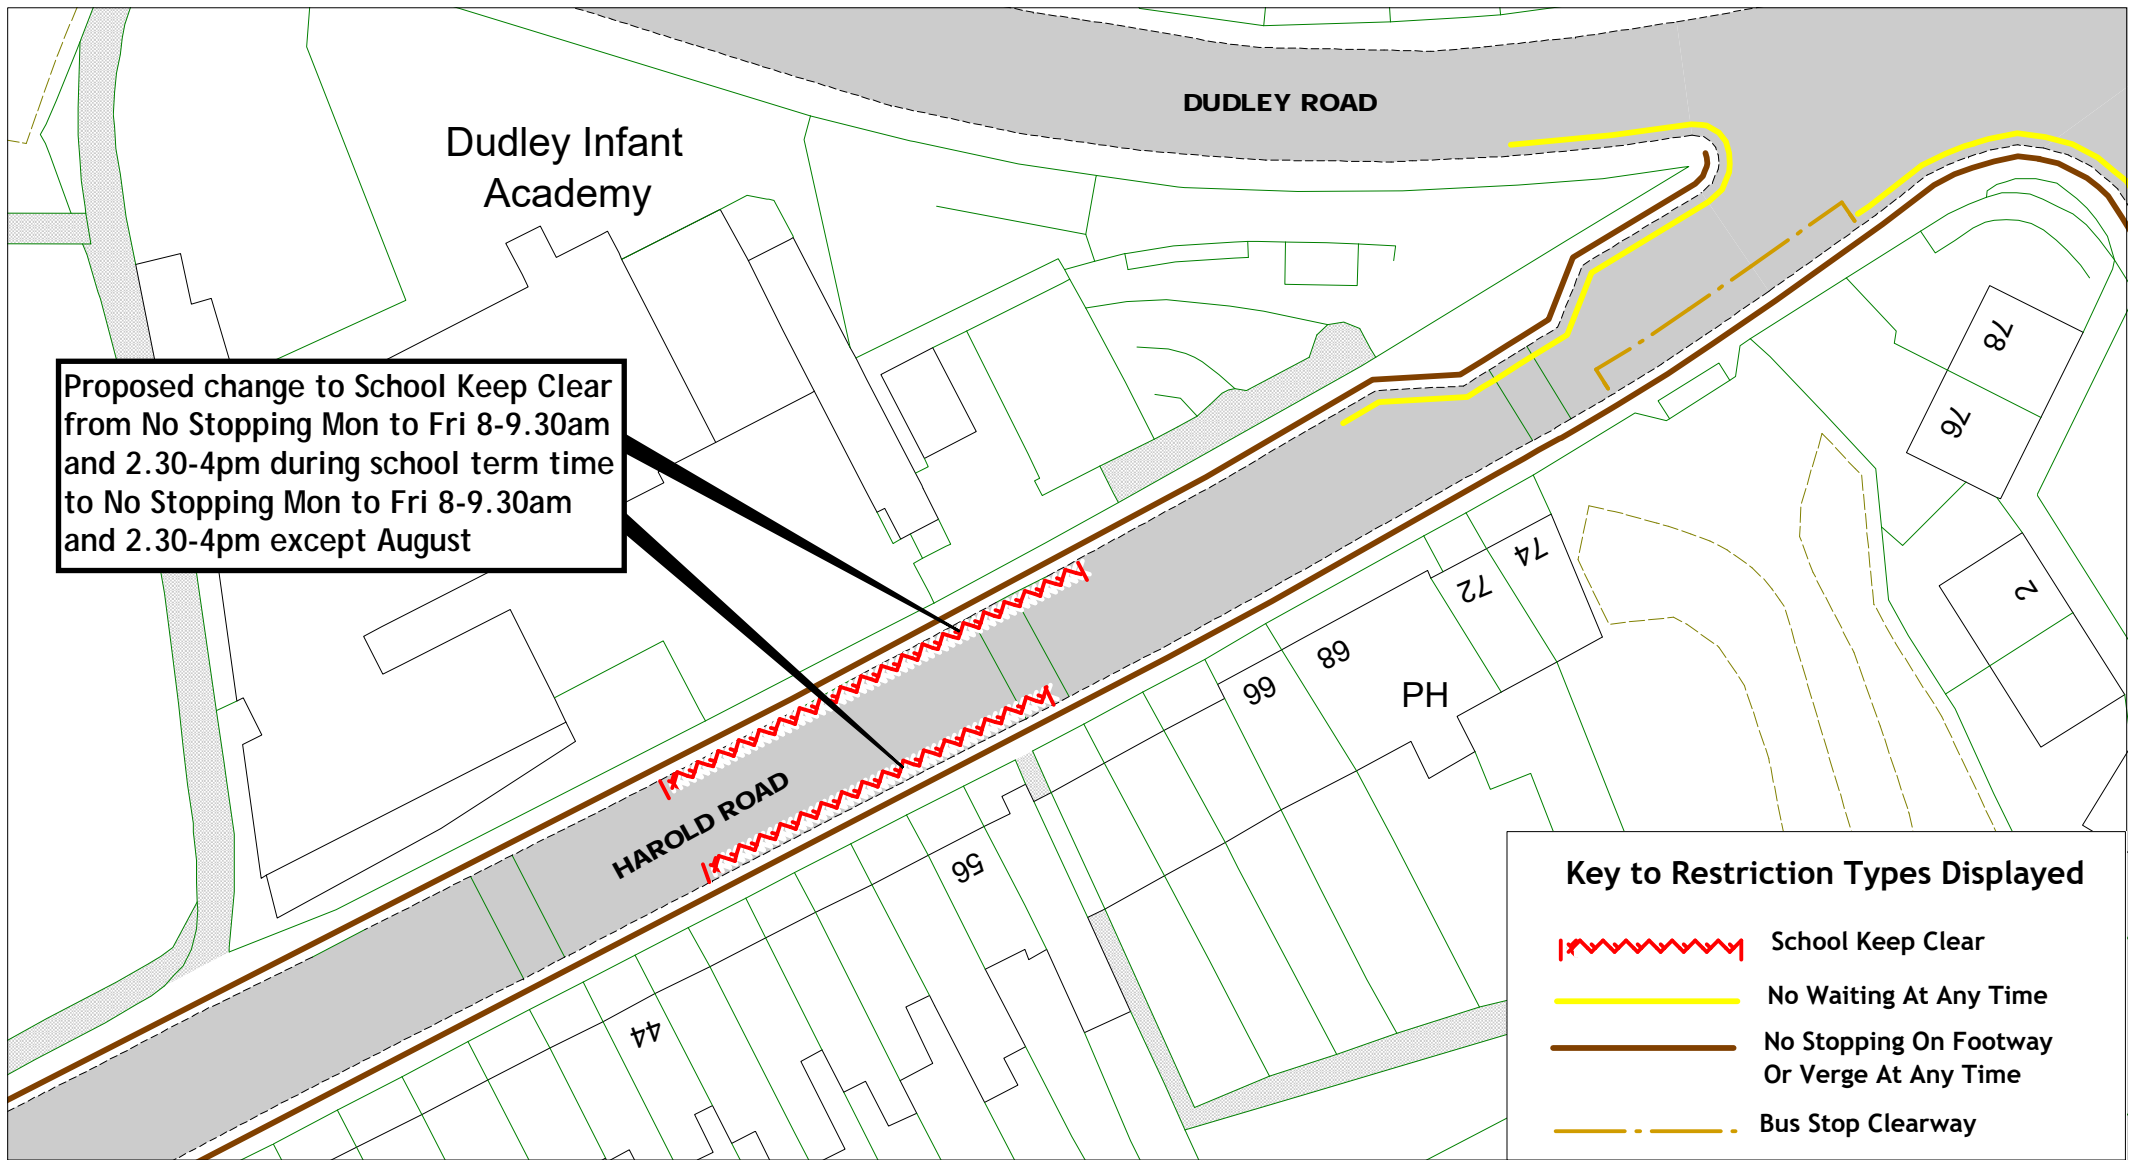 DUDLEY ROAD
Dudley Infant
Academy
Proposed change to School Keep Clear
from No Stopping Mon to Fri 8-9.30am
and 2.30-4pm during school term time
to No Stopping Mon to Fri 8-9.30am
and 2.30-4pm except August
78
76
74
72
2
68
66
PH
HAROLD ROAD
56
44
Key to Restriction Types Displayed
School Keep Clear
No Waiting At Any Time
No Stopping On Footway
Or Verge At Any Time
Bus Stop Clearway